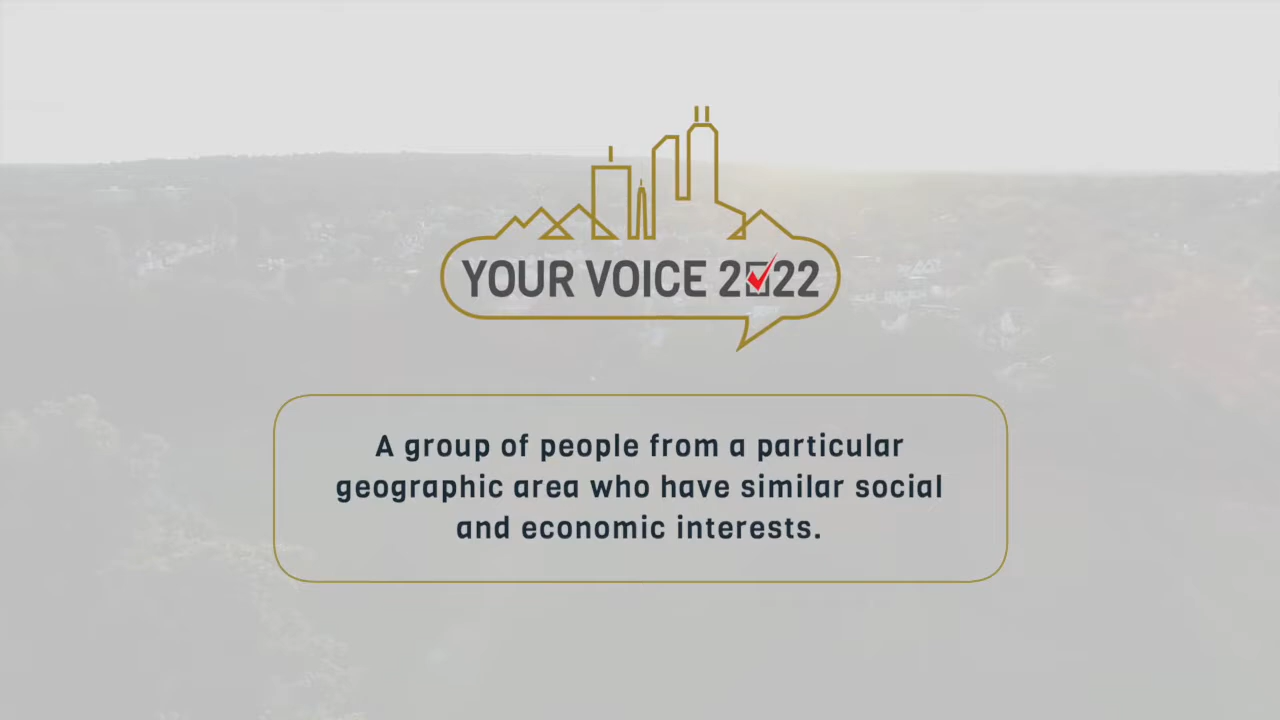 YOUR VOICE 2022
A group of people from a particular
geographic area who have similar social
and economic interests.